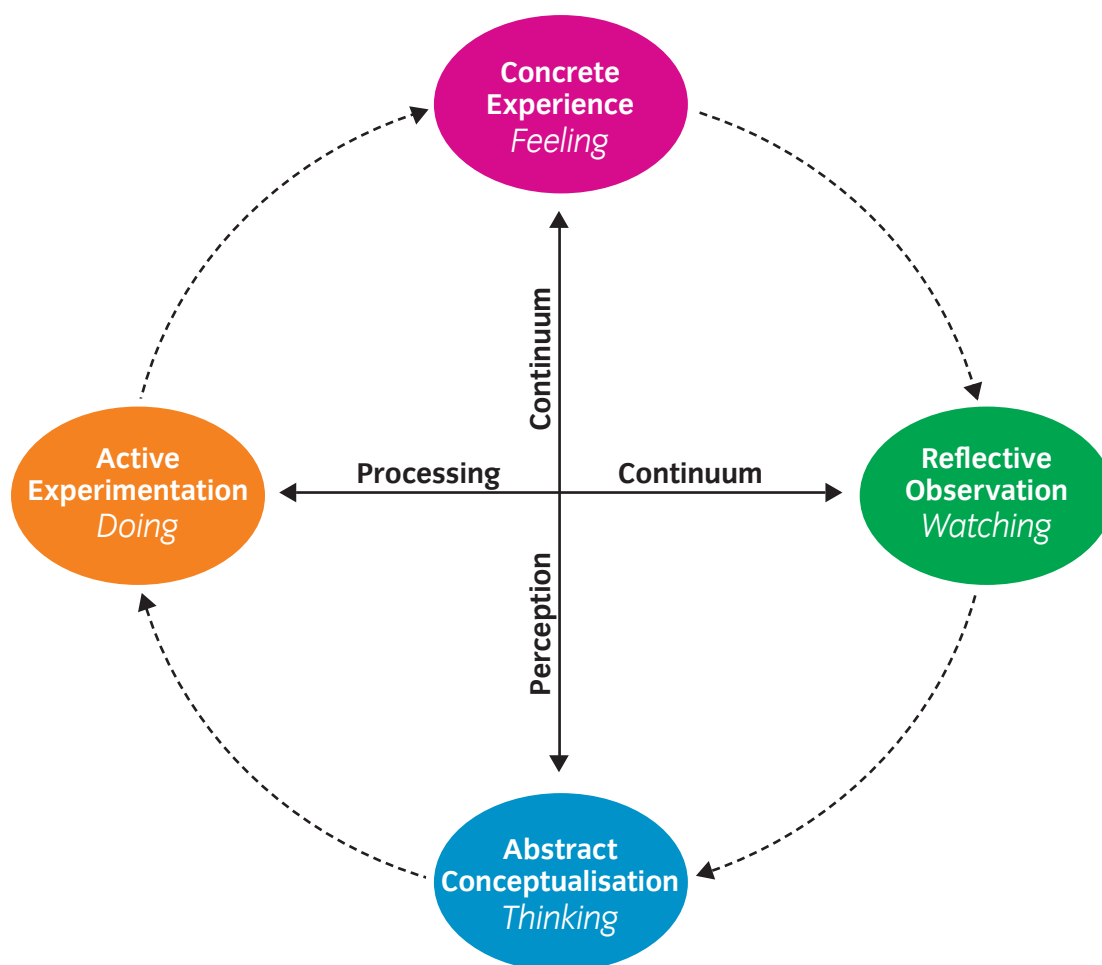 Concrete
Experience
Feeling
Continuum
Active
Experimentation
Doing
Processing Continuum
Reflective
Observation
Watching
Perception
Abstract
Conceptualisation
Thinking